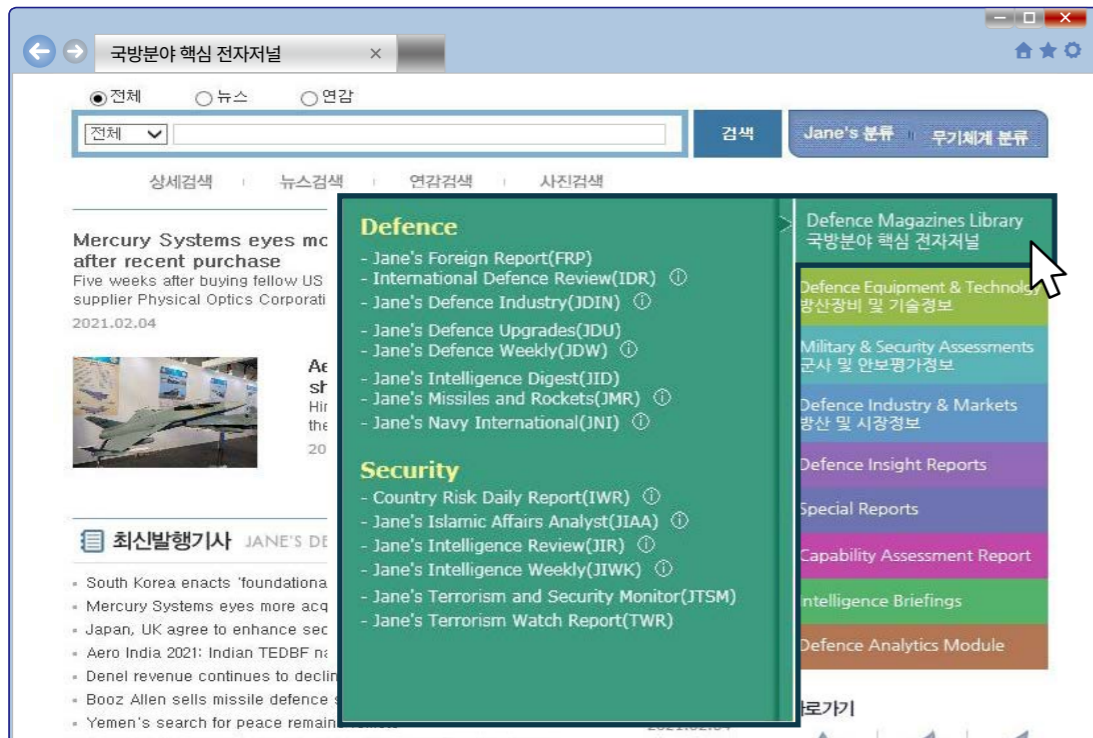 국방분야 핵심 전자저널
전체 뉴스 연감
전체 검색 Jane's 분류 무기체계 분류
상세검색 뉴스검색 연감검색 사진검색
Mercury Systems eyes
after recent purchase
Five weeks after buying fellow US
supplier Physical Optics
2021.02.04
Defence
- Jane's Foreign Report(FRP)
- International Defence Review(IDR) ⓘ
- Jane's Defence Industry(JDIN) ⓘ
- Jane's Defence Upgrades(JDU)
- Jane's Defence Weekly(JDW) ⓘ
- Jane's Intelligence Digest(JID)
- Jane's Missiles and Rockets(JMR) ⓘ
- Jane's Navy International(JNI) ⓘ
Security
- Country Risk Daily Report(IWR) ⓘ
- Jane's Islamic Affairs Analyst(JIAA) ⓘ
- Jane's Intelligence Review(JIR) ⓘ
- Jane's Intelligence Weekly(JIWK) ⓘ
- Jane's Terrorism and Security Monitor(JTSM)
- Jane's Terrorism Watch Report(TWR)
Defence Magazines Library
국방분야 핵심 전자저널
Defence Equipment & Technolgy
방산장비 및 기술정보
Military & Security Assessments
군사 및 안보평가정보
Defence Industry & Markets
방산 및 시장정보
Defence Insight Reports
Special Reports
Capability Assessment Report
Intelligence Briefings
Defence Analytics Module
최신발행기사 JANE'S
South Korea enacts
Mercury Systems eyes more
Japan, UK agree to enhance
Aero India 2021: Indian TEDBF
Denel revenue continues to
Booz Allen sells missile defence
Yemen's search for peace
2021.02.04